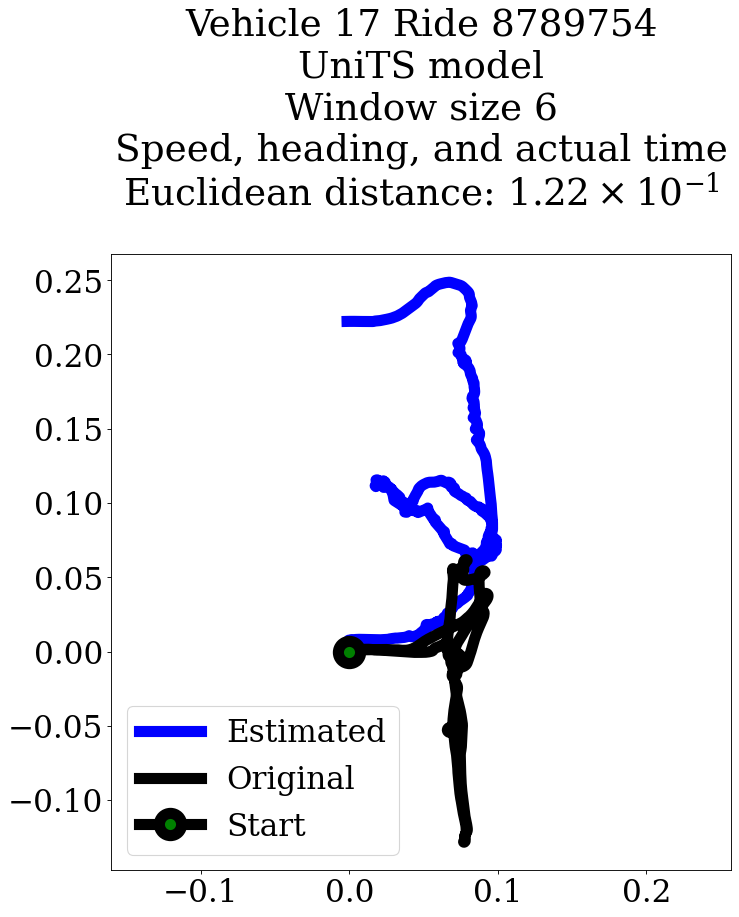 Vehicle 17 Ride 8789754
UniTS model
Window size 6
Speed, heading, and actual time
Euclidean distance: 1.22 × 10⁻¹
0.25
0.20
0.15
0.10
0.05
0.00
−0.05
−0.10
Estimated
Original
Start
−0.1
0.0
0.1
0.2